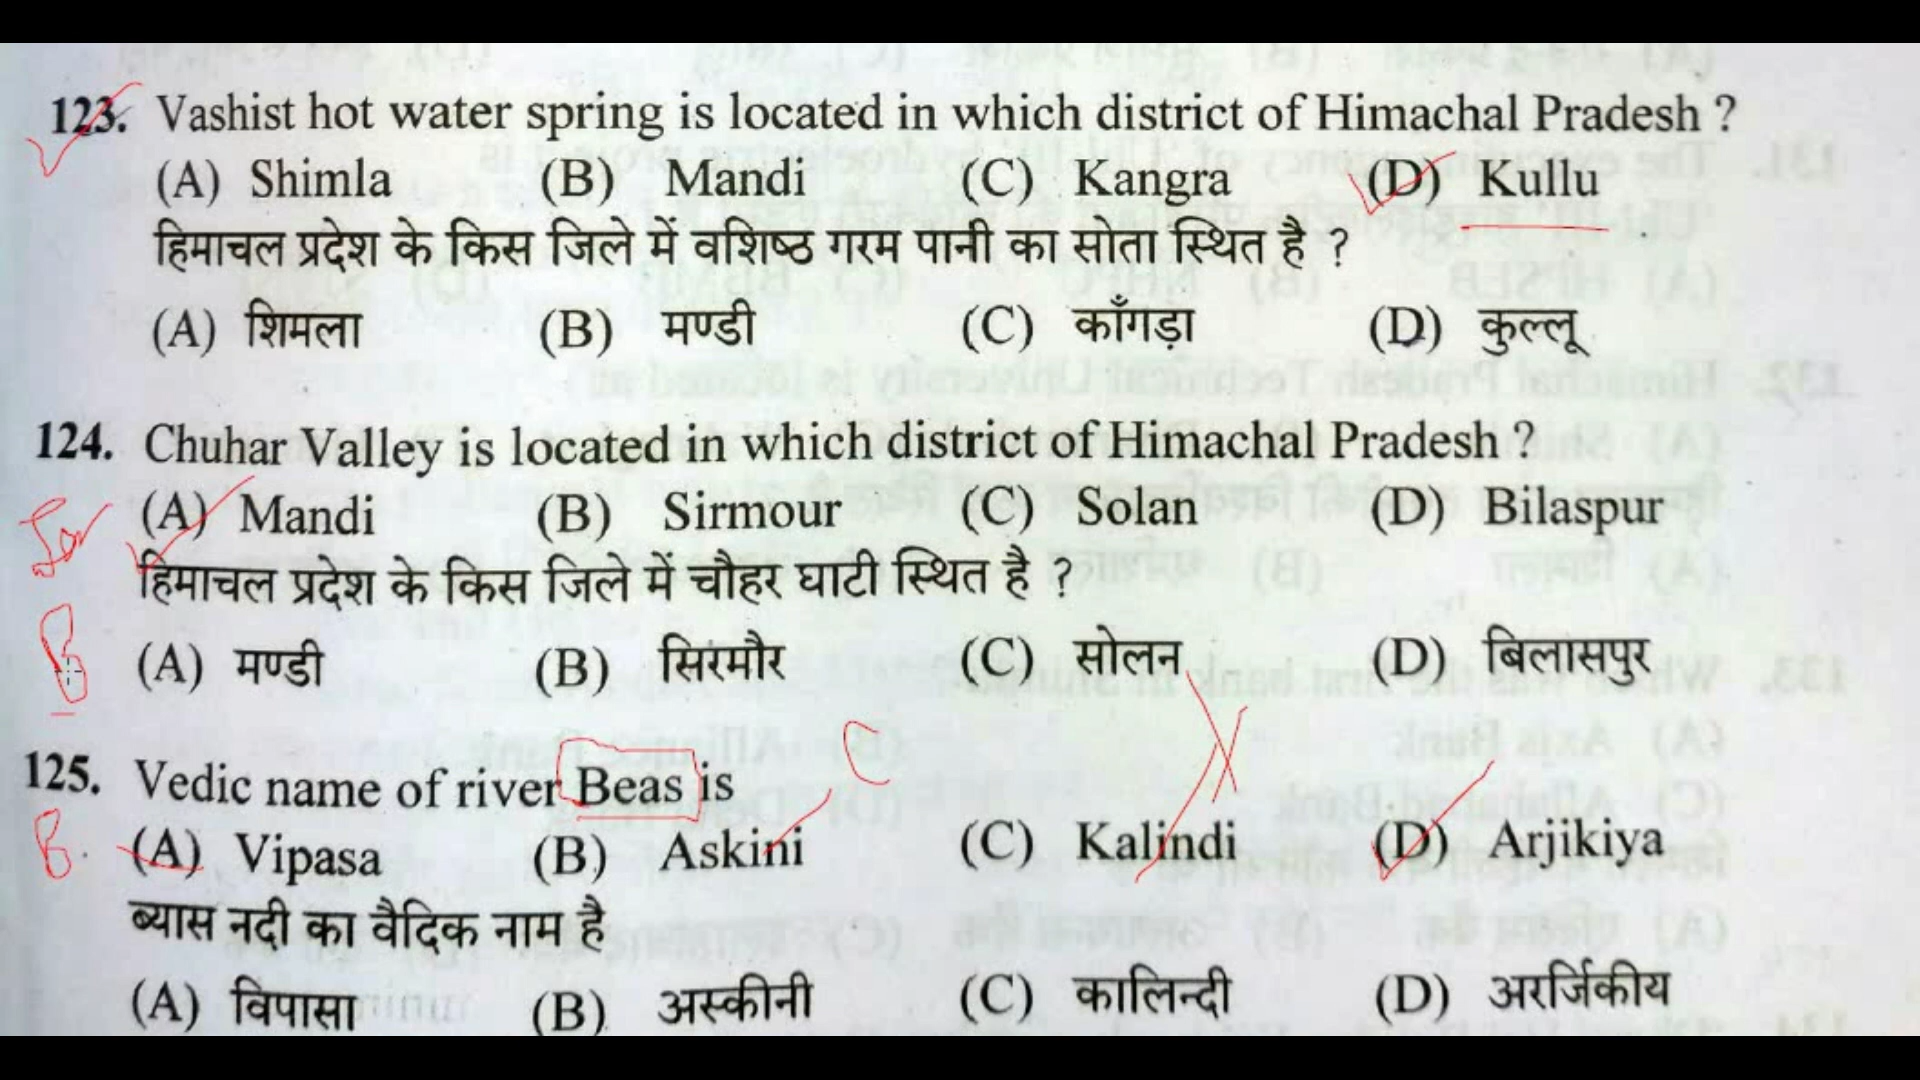 123. Vashist hot water spring is located in which district of Himachal Pradesh ?
(A) Shimla (B) Mandi (C) Kangra (D) Kullu
हिमाचल प्रदेश के किस जिले में वशिष्ठ गरम पानी का सोता स्थित है ?
(A) शिमला (B) मण्डी (C) काँगड़ा (D) कुल्लू
124. Chuhar Valley is located in which district of Himachal Pradesh ?
(A) Mandi (B) Sirmour (C) Solan (D) Bilaspur
हिमाचल प्रदेश के किस जिले में चौहर घाटी स्थित है ?
B
(A) मण्डी (B) सिरमौर (C) सोलन (D) बिलासपुर
C
125. Vedic name of river Beas is
B
(A) Vipasa (B) Askini (C) Kalindi (D) Arjikiya
ब्यास नदी का वैदिक नाम है
(A) विपासा (B) अस्कीनी (C) कालिन्दी (D) अरर्जिकीय